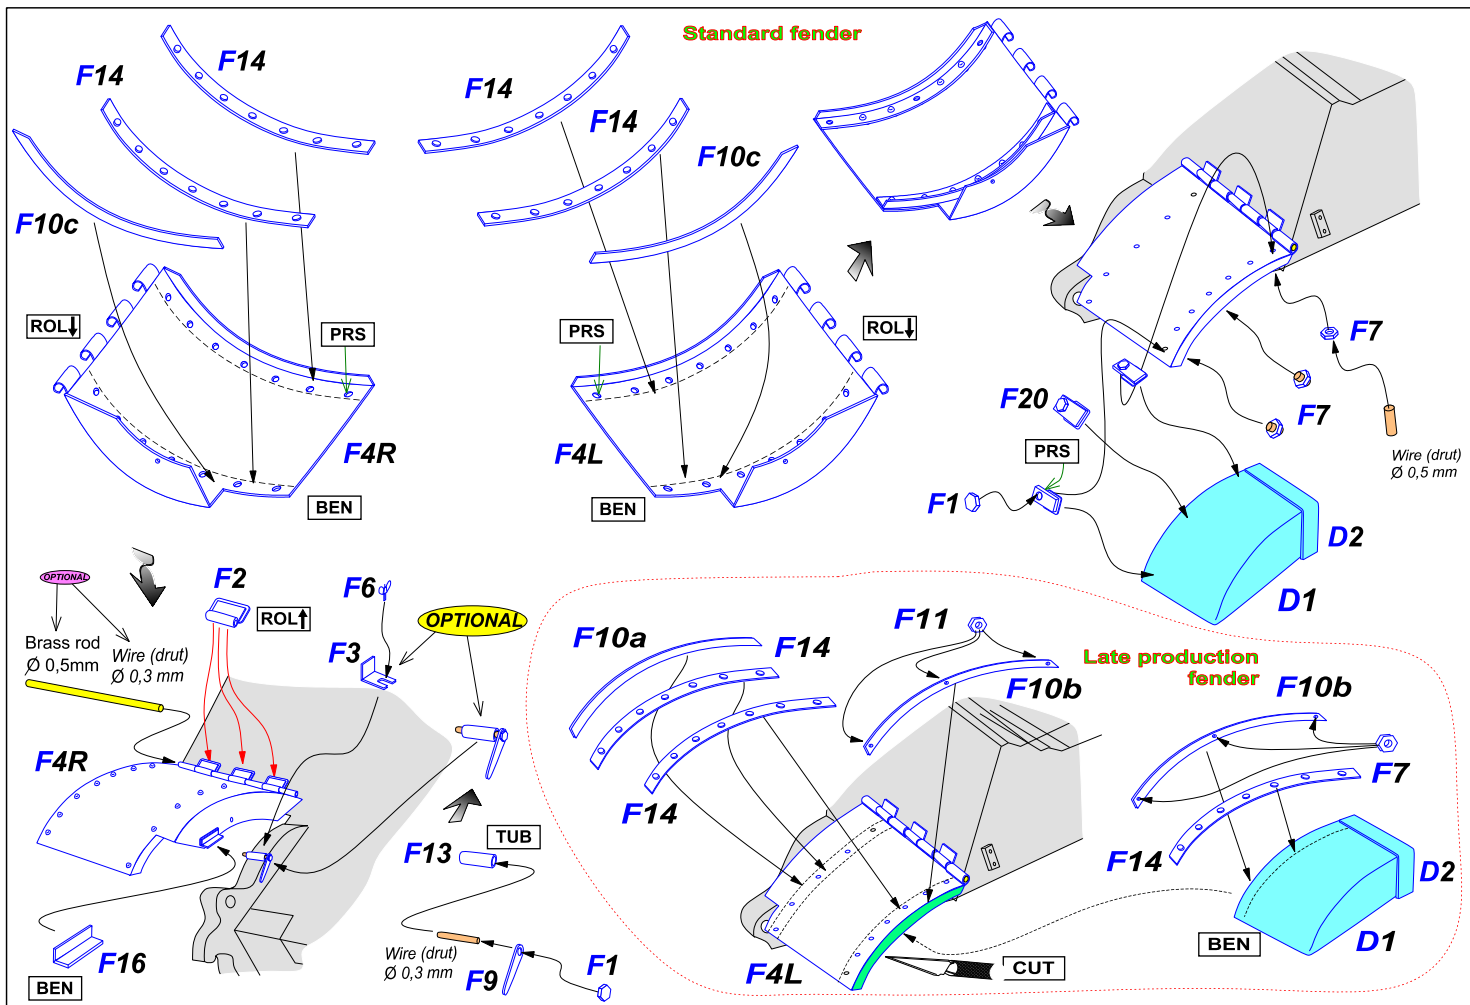 Standard fender
F14
F14
F10c
F14
F14
F10c
ROL
PRS
F4R
BEN
PRS
ROL
F4L
BEN
F7
F7
F20
PRS
F1
Wire (drut)
Ø 0,5 mm
D2
D1
OPTIONAL
Brass rod
Ø 0,5mm
Wire (drut)
Ø 0,3 mm
F2
ROL
F6
F3
OPTIONAL
F4R
F16
BEN
F13
TUB
Wire (drut)
Ø 0,3 mm
F9
F1
Late production
fender
F10a
F14
F14
F11
F10b
F4L
CUT
F10b
F7
F14
D2
D1
BEN